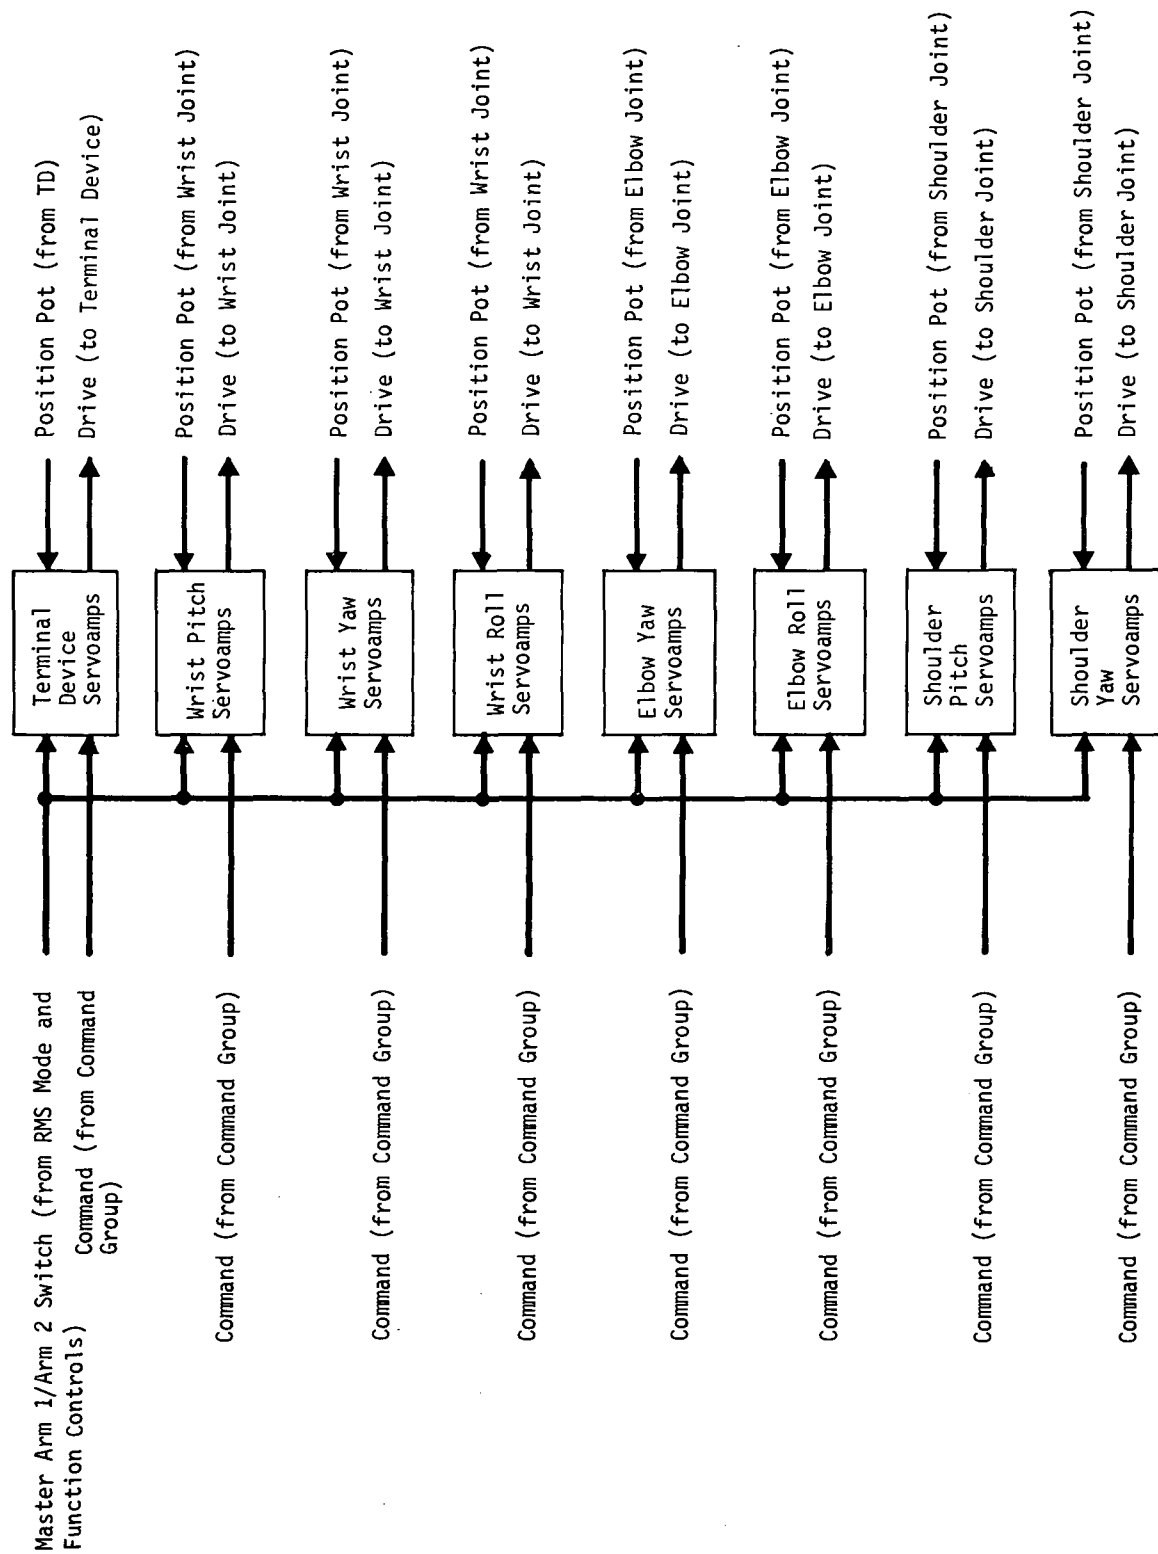 Master Arm 1/Arm 2 Switch (from RMS Mode and
Function Controls)
Command (from Command
Group)
Terminal
Device
Servoamps
Position Pot (from TD)
Drive (to Terminal Device)
Command (from Command Group)
Wrist Pitch
Servoamps
Position Pot (from Wrist Joint)
Drive (to Wrist Joint)
Command (from Command Group)
Wrist Yaw
Servoamps
Position Pot (from Wrist Joint)
Drive (to Wrist Joint)
Command (from Command Group)
Wrist Roll
Servoamps
Position Pot (from Wrist Joint)
Drive (to Wrist Joint)
Command (from Command Group)
Elbow Yaw
Servoamps
Position Pot (from Elbow Joint)
Drive (to Elbow Joint)
Command (from Command Group)
Elbow Roll
Servoamps
Position Pot (from Elbow Joint)
Drive (to Elbow Joint)
Command (from Command Group)
Shoulder
Pitch
Servoamps
Position Pot (from Shoulder Joint)
Drive (to Shoulder Joint)
Command (from Command Group)
Shoulder
Yaw
Servoamps
Position Pot (from Shoulder Joint)
Drive (to Shoulder Joint)